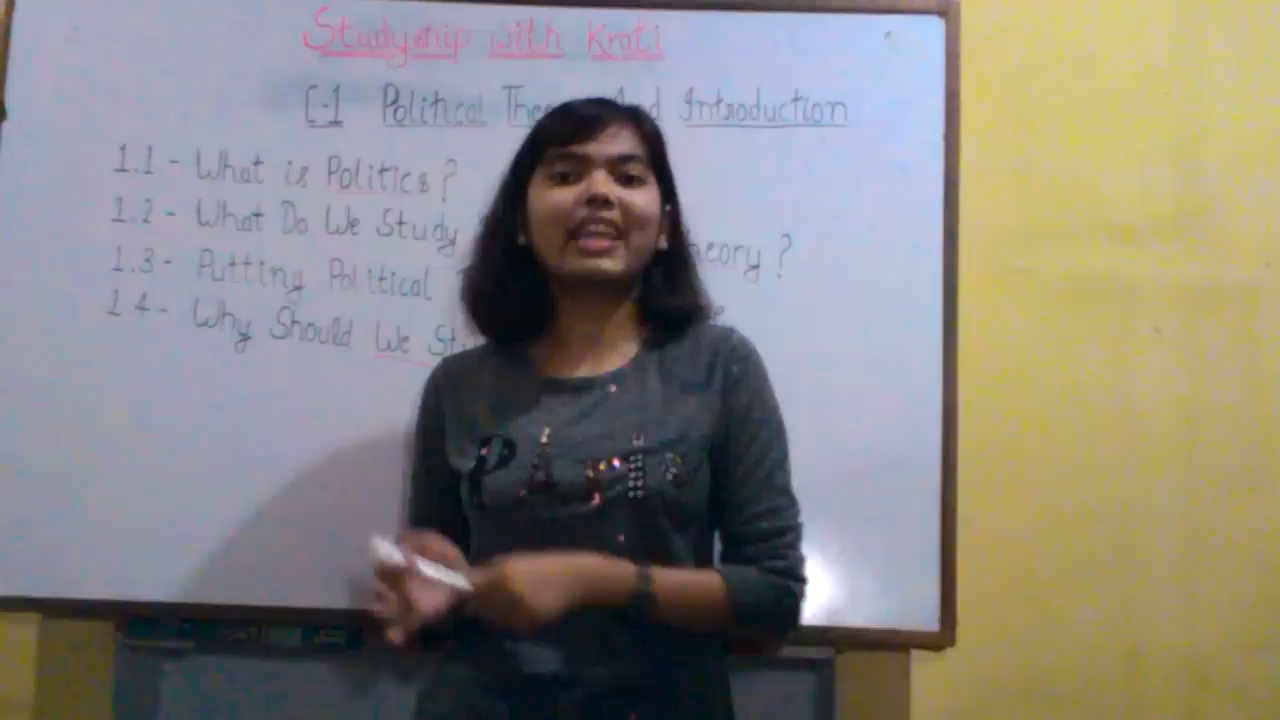 Studyship with Krati
C-1 Political And Introduction
1.1 - What is Politics ?
1.2 - What Do We Study ?
1.3 - Putting Political
1.4 - Why Should We
PARIS